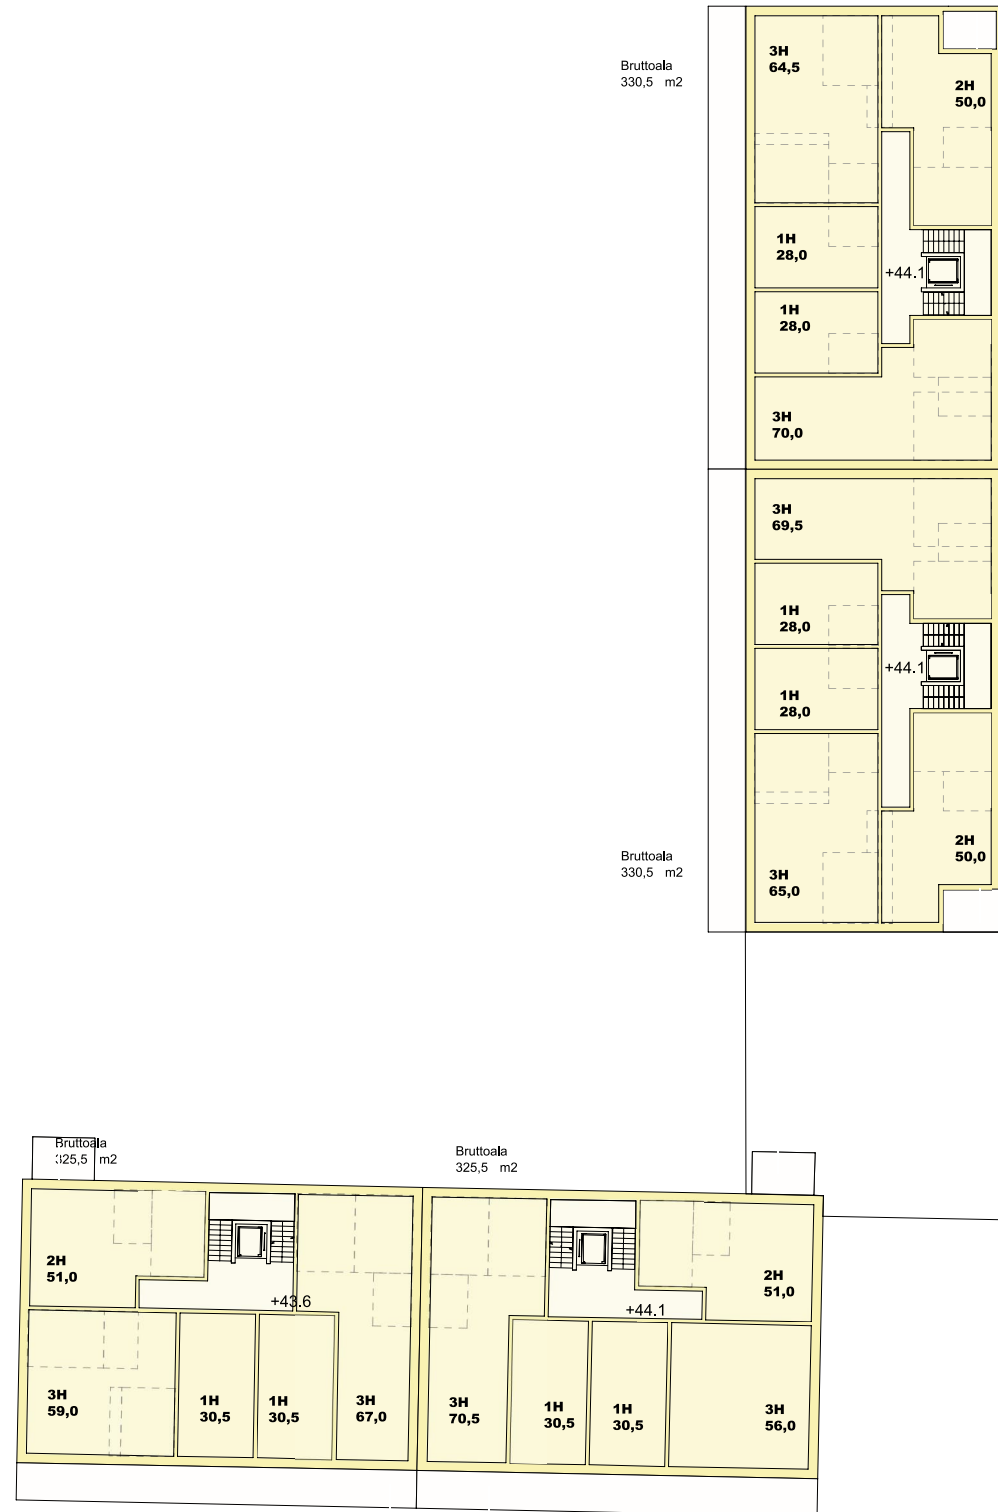 Bruttoala
330,5 m2
3H
64,5
2H
50,0
1H
28,0
+44.1
1H
28,0
3H
70,0
3H
69,5
1H
28,0
+44.1
1H
28,0
Bruttoala
330,5 m2
3H
65,0
2H
50,0
Bruttoala
325,5 m2
Bruttoala
325,5 m2
2H
51,0
+43.6
3H
59,0
1H
30,5
1H
30,5
3H
67,0
2H
51,0
+44.1
3H
70,5
1H
30,5
1H
30,5
3H
56,0